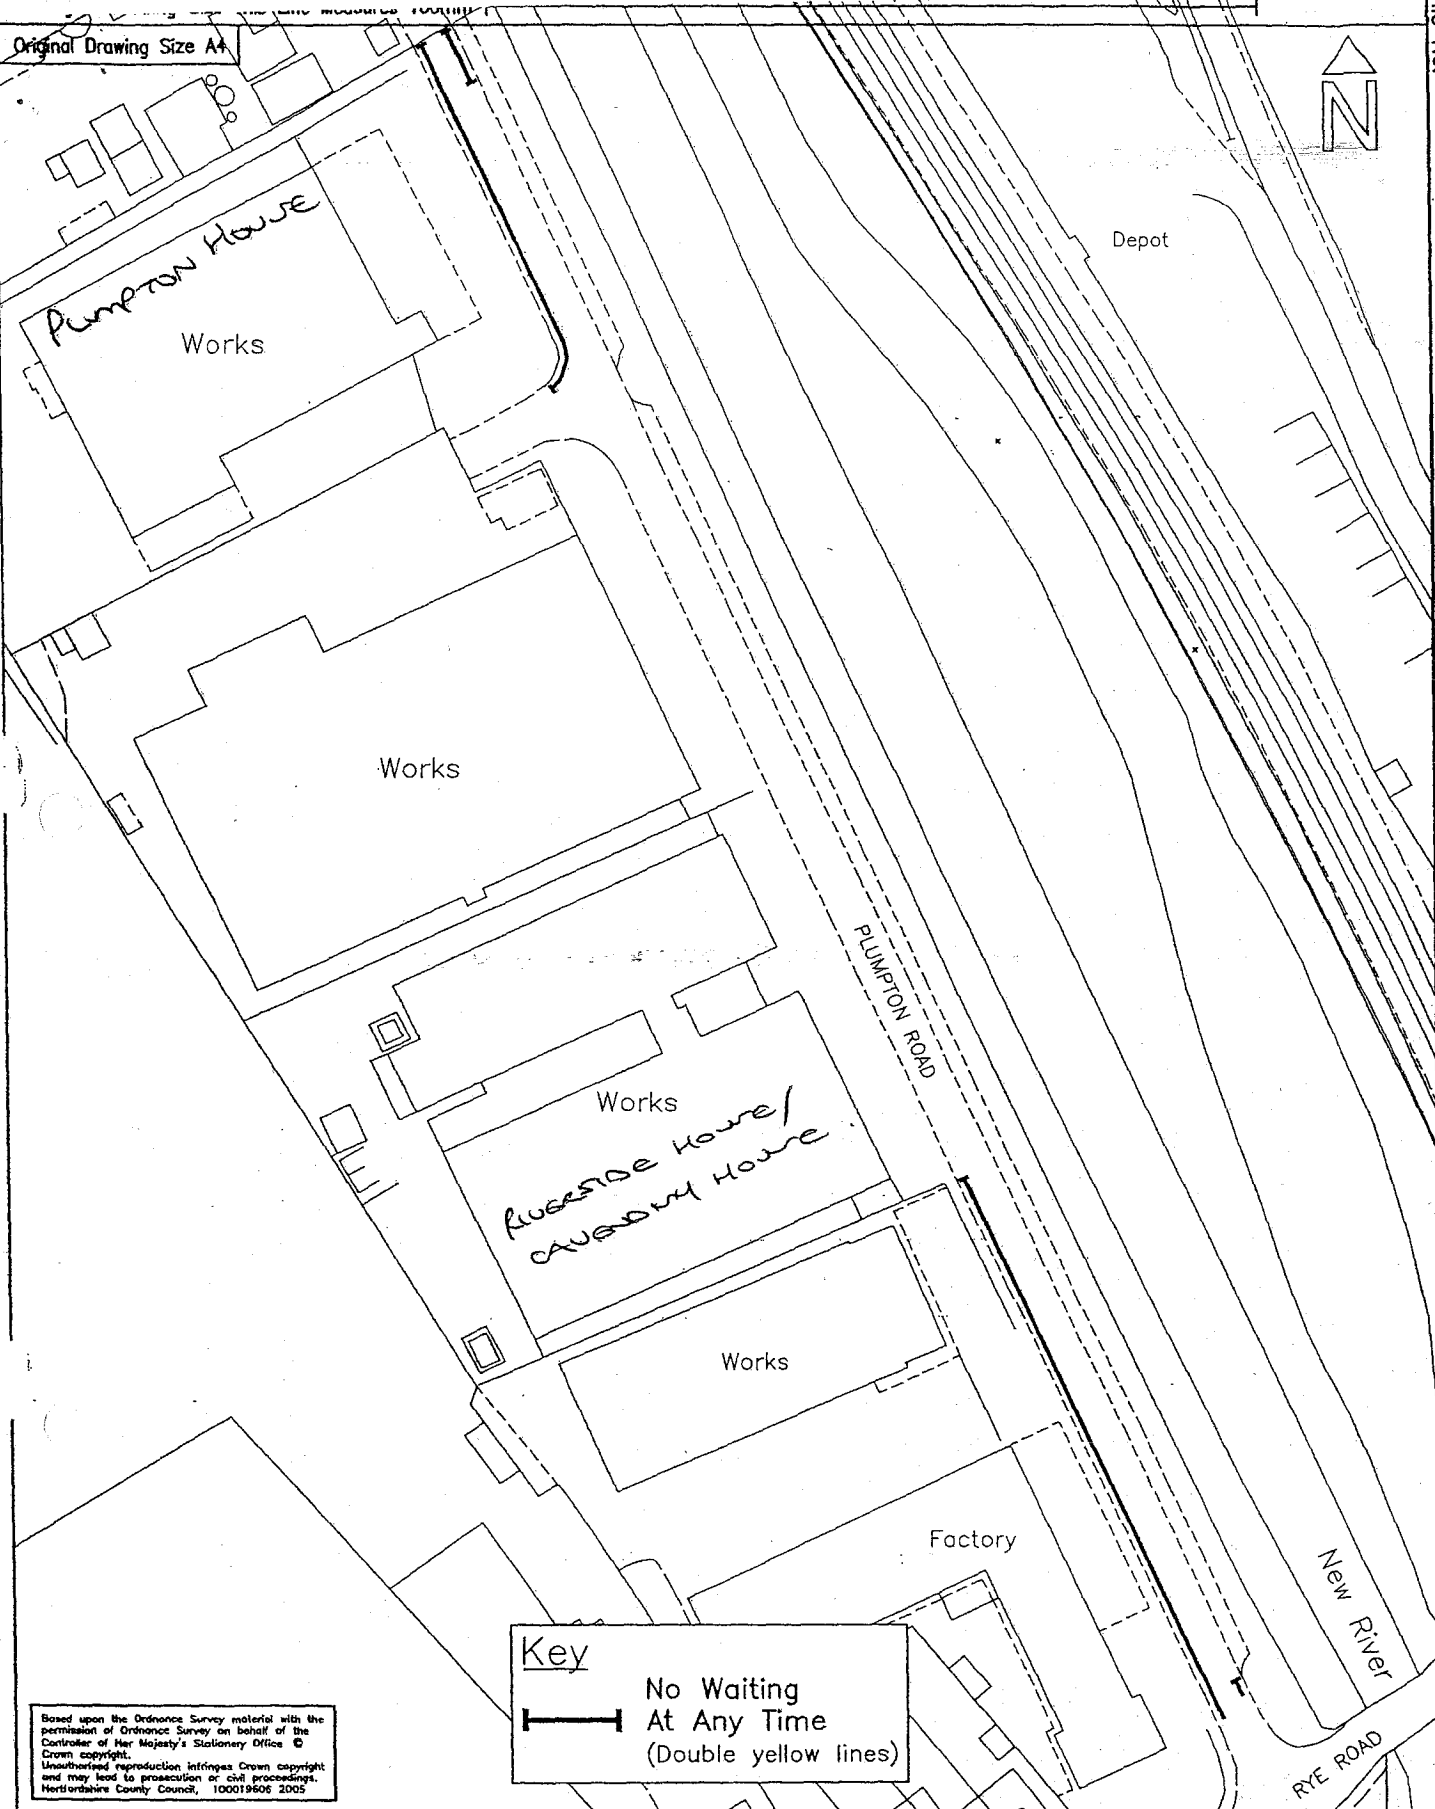 Original Drawing Size A4
N
Depot
Plumpton House
Works
Works
PLUMPTON ROAD
Works
RIVERSIDE House/
CAVENDISH House
Works
Factory
New River
RYE ROAD
Key
No Waiting
At Any Time
(Double yellow lines)
Based upon the Ordnance Survey material with the
permission of Ordnance Survey on behalf of the
Controller of Her Majesty's Stationery Office ©
Crown copyright.
Unauthorised reproduction infringes Crown copyright
and may lead to prosecution or civil proceedings.
Hertfordshire County Council, 100019606 2005